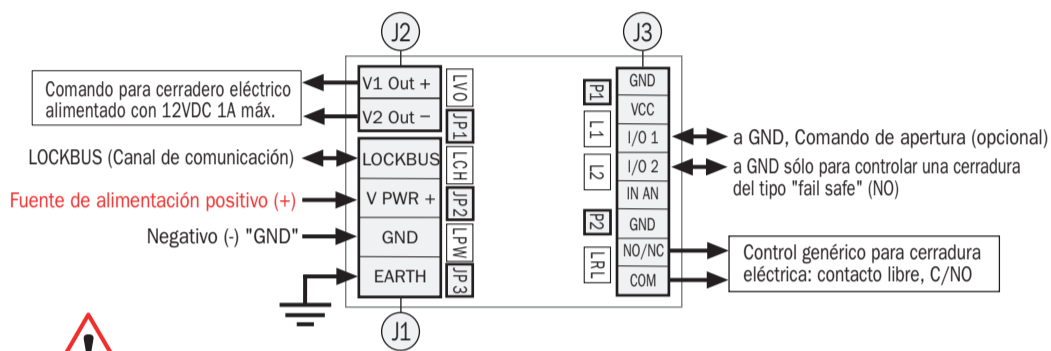 J2
J3
Comando para cerradero eléctrico
alimentado con 12VDC 1A máx.
V1 Out +
V2 Out −
LVO
JP1
LOCKBUS (Canal de comunicación)
LOCKBUS
LCH
Fuente de alimentación positivo (+)
V PWR +
JP2
Negativo (-) "GND"
GND
LPW
EARTH
JP3
J1
P1
L1
L2
P2
LRL
GND
VCC
I/O 1
a GND, Comando de apertura (opcional)
I/O 2
a GND sólo para controlar una cerradura
del tipo "fail safe" (NO)
IN AN
GND
NO/NC
COM
Control genérico para cerradura
eléctrica: contacto libre, C/NO
!